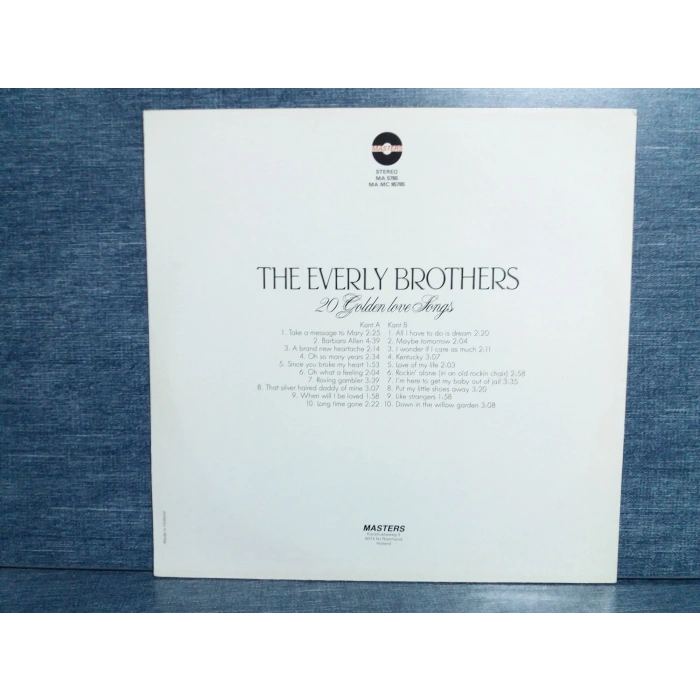 MASTERS
STEREO
MA 5785
MA MC 95785
THE EVERLY BROTHERS
20 Golden love Songs
Kant A
1. Take a message to Mary 2:25
2. Barbara Allen 4:39
3. A brand new heartache 2:14
4. Oh so many years 2:34
5. Since you broke my heart 1:53
6. Oh what a feeling 2:04
7. Roving gambler 3:39
8. That silver haired daddy of mine 3:07
9. When will I be loved 1:58
10. Long time gone 2:22
Kant B
1. All I have to do is dream 2:20
2. Maybe tomorrow 2:04
3. I wonder if I care as much 2:11
4. Kentucky 3:07
5. Love of my life 2:03
6. Rockin' alone (in an old rockin chair) 2:58
7. I'm here to get my baby out of jail 3:35
8. Put my little shoes away 3:20
9. Like strangers 1:58
10. Down in the willow garden 3:08
MASTERS
Holland